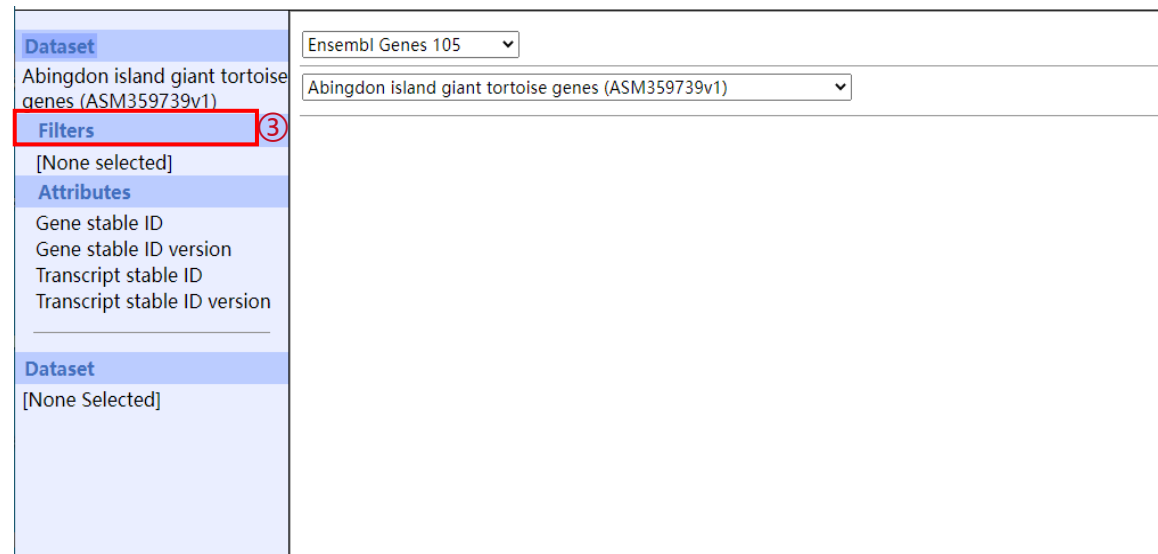 Dataset
Abingdon island giant tortoise
genes (ASM359739v1)
Filters
③
[None selected]
Attributes
Gene stable ID
Gene stable ID version
Transcript stable ID
Transcript stable ID version
Dataset
[None Selected]
Ensembl Genes 105
Abingdon island giant tortoise genes (ASM359739v1)